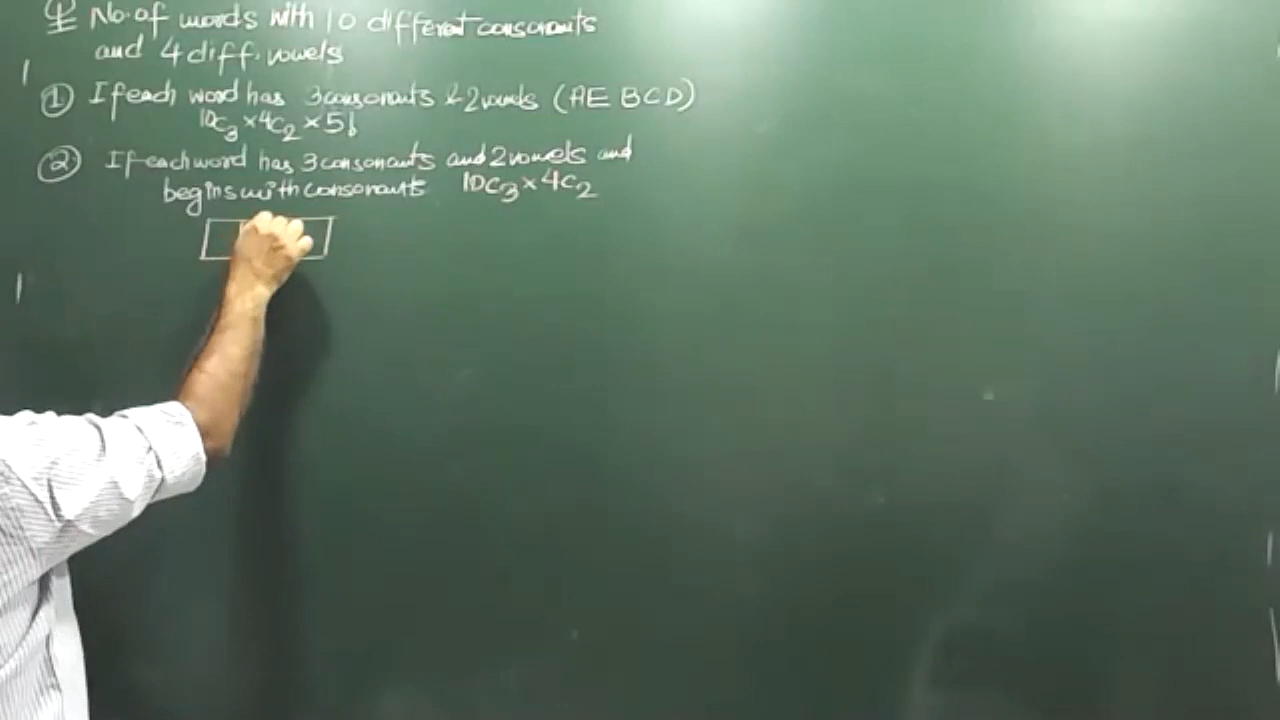 No. of words with 10 different consonants
and 4 diff. vowels
① If each word has 3 consonants & 2 vowels (AE BCD)
10C₃ × 4C₂ × 5!
② If each word has 3 consonants and 2 vowels and
begins with consonants 10C₃ × 4C₂